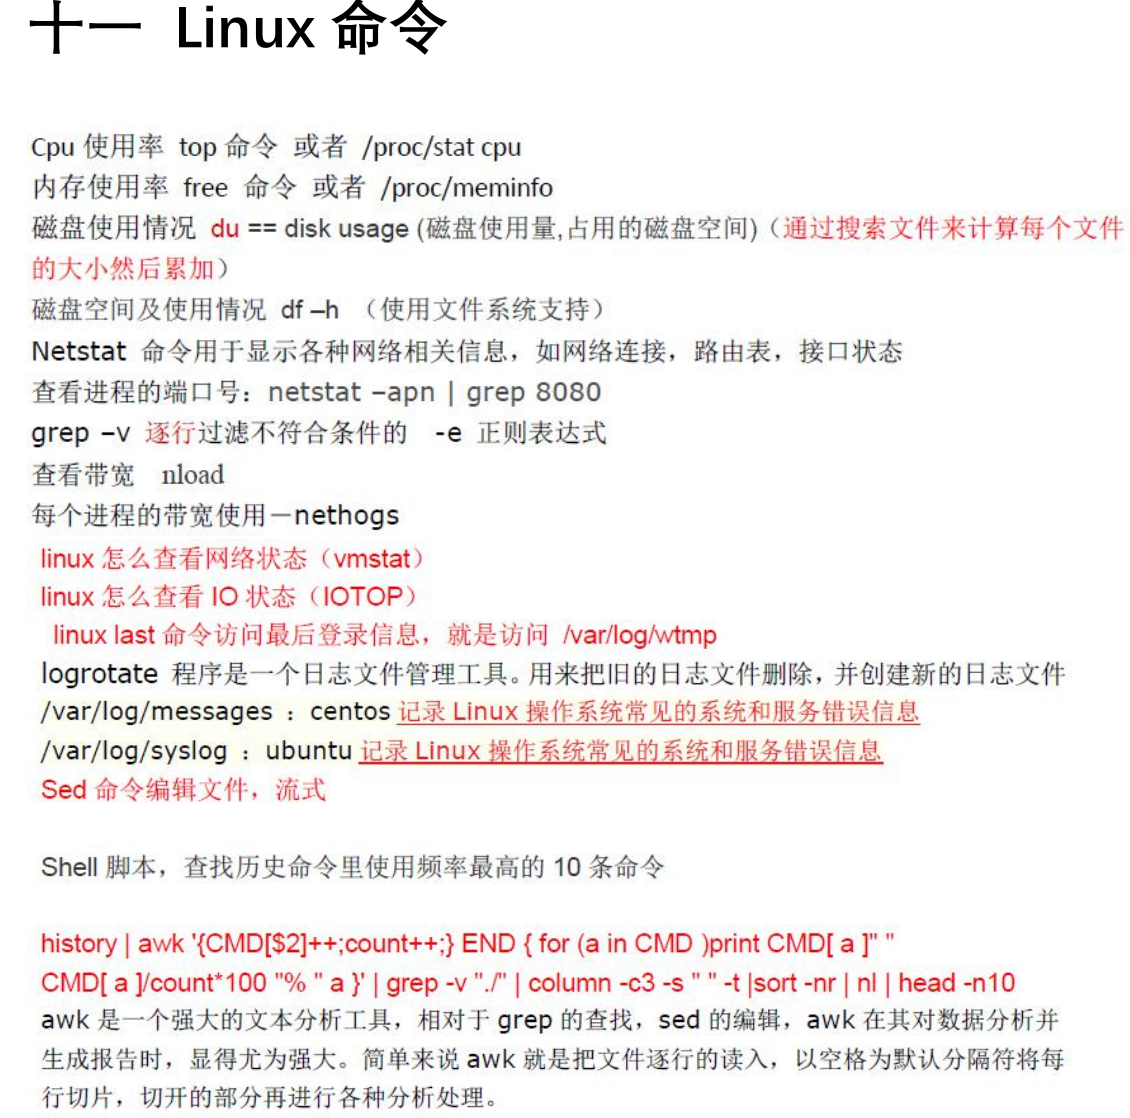 十一 Linux 命令
Cpu 使用率 top 命令 或者 /proc/stat cpu
内存使用率 free 命令 或者 /proc/meminfo
磁盘使用情况 du == disk usage (磁盘使用量,占用的磁盘空间)（通过搜索文件来计算每个文件
的大小然后累加）
磁盘空间及使用情况 df –h （使用文件系统支持）
Netstat 命令用于显示各种网络相关信息，如网络连接，路由表，接口状态
查看进程的端口号：netstat –apn | grep 8080
grep –v 逐行过滤不符合条件的 -e 正则表达式
查看带宽 nload
每个进程的带宽使用－nethogs
linux 怎么查看网络状态（vmstat）
linux 怎么查看 IO 状态（IOTOP）
linux last 命令访问最后登录信息，就是访问 /var/log/wtmp
logrotate 程序是一个日志文件管理工具。用来把旧的日志文件删除，并创建新的日志文件
/var/log/messages ：centos 记录 Linux 操作系统常见的系统和服务错误信息
/var/log/syslog ：ubuntu 记录 Linux 操作系统常见的系统和服务错误信息
Sed 命令编辑文件，流式
Shell 脚本，查找历史命令里使用频率最高的 10 条命令
history | awk '{CMD[$2]++;count++;} END { for (a in CMD )print CMD[ a ]" "
CMD[ a ]/count*100 "% " a }' | grep -v "./" | column -c3 -s " " -t |sort -nr | nl | head -n10
awk 是一个强大的文本分析工具，相对于 grep 的查找，sed 的编辑，awk 在其对数据分析并
生成报告时，显得尤为强大。简单来说 awk 就是把文件逐行的读入，以空格为默认分隔符将每
行切片，切开的部分再进行各种分析处理。